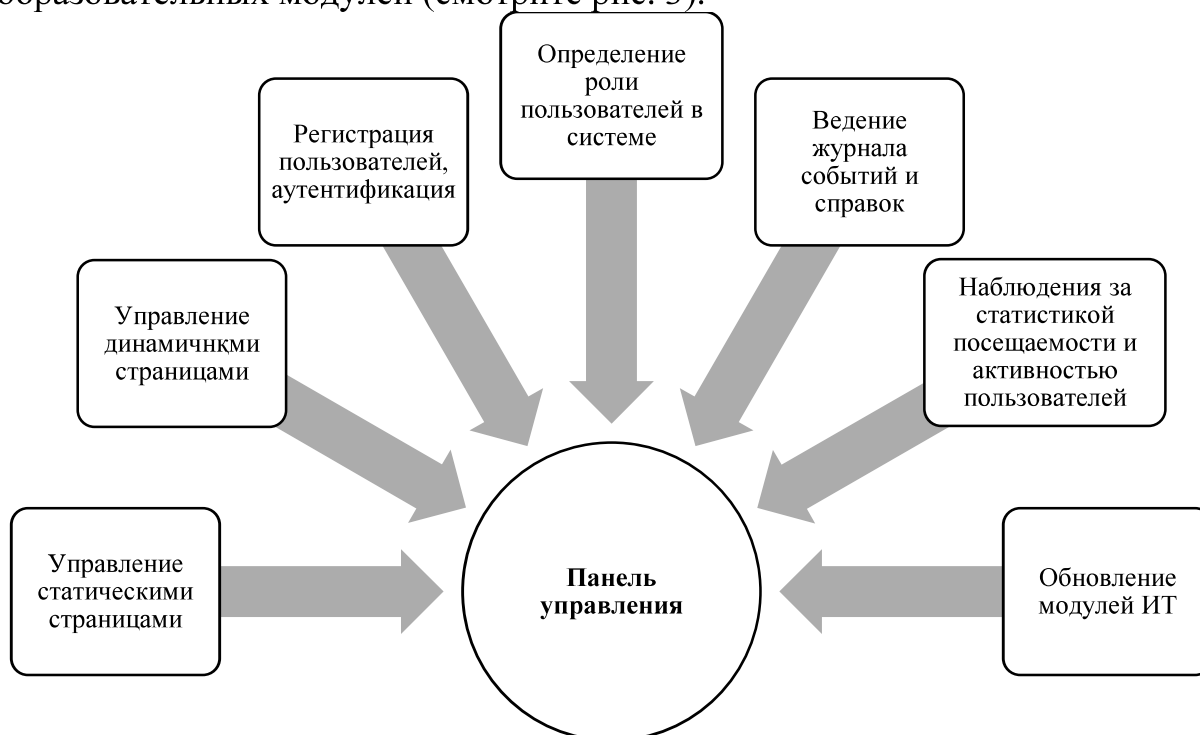 образовательных модулей (смотрите рис. 3).
Определение
роли
пользователей в
системе
Регистрация
пользователей,
аутентификация
Ведение
журнала
событий и
справок
Управление
динамичнқми
страницами
Наблюдения за
статистикой
посещаемости и
активностью
пользователей
Управление
статическими
страницами
Панель
управления
Обновление
модулей ИТ